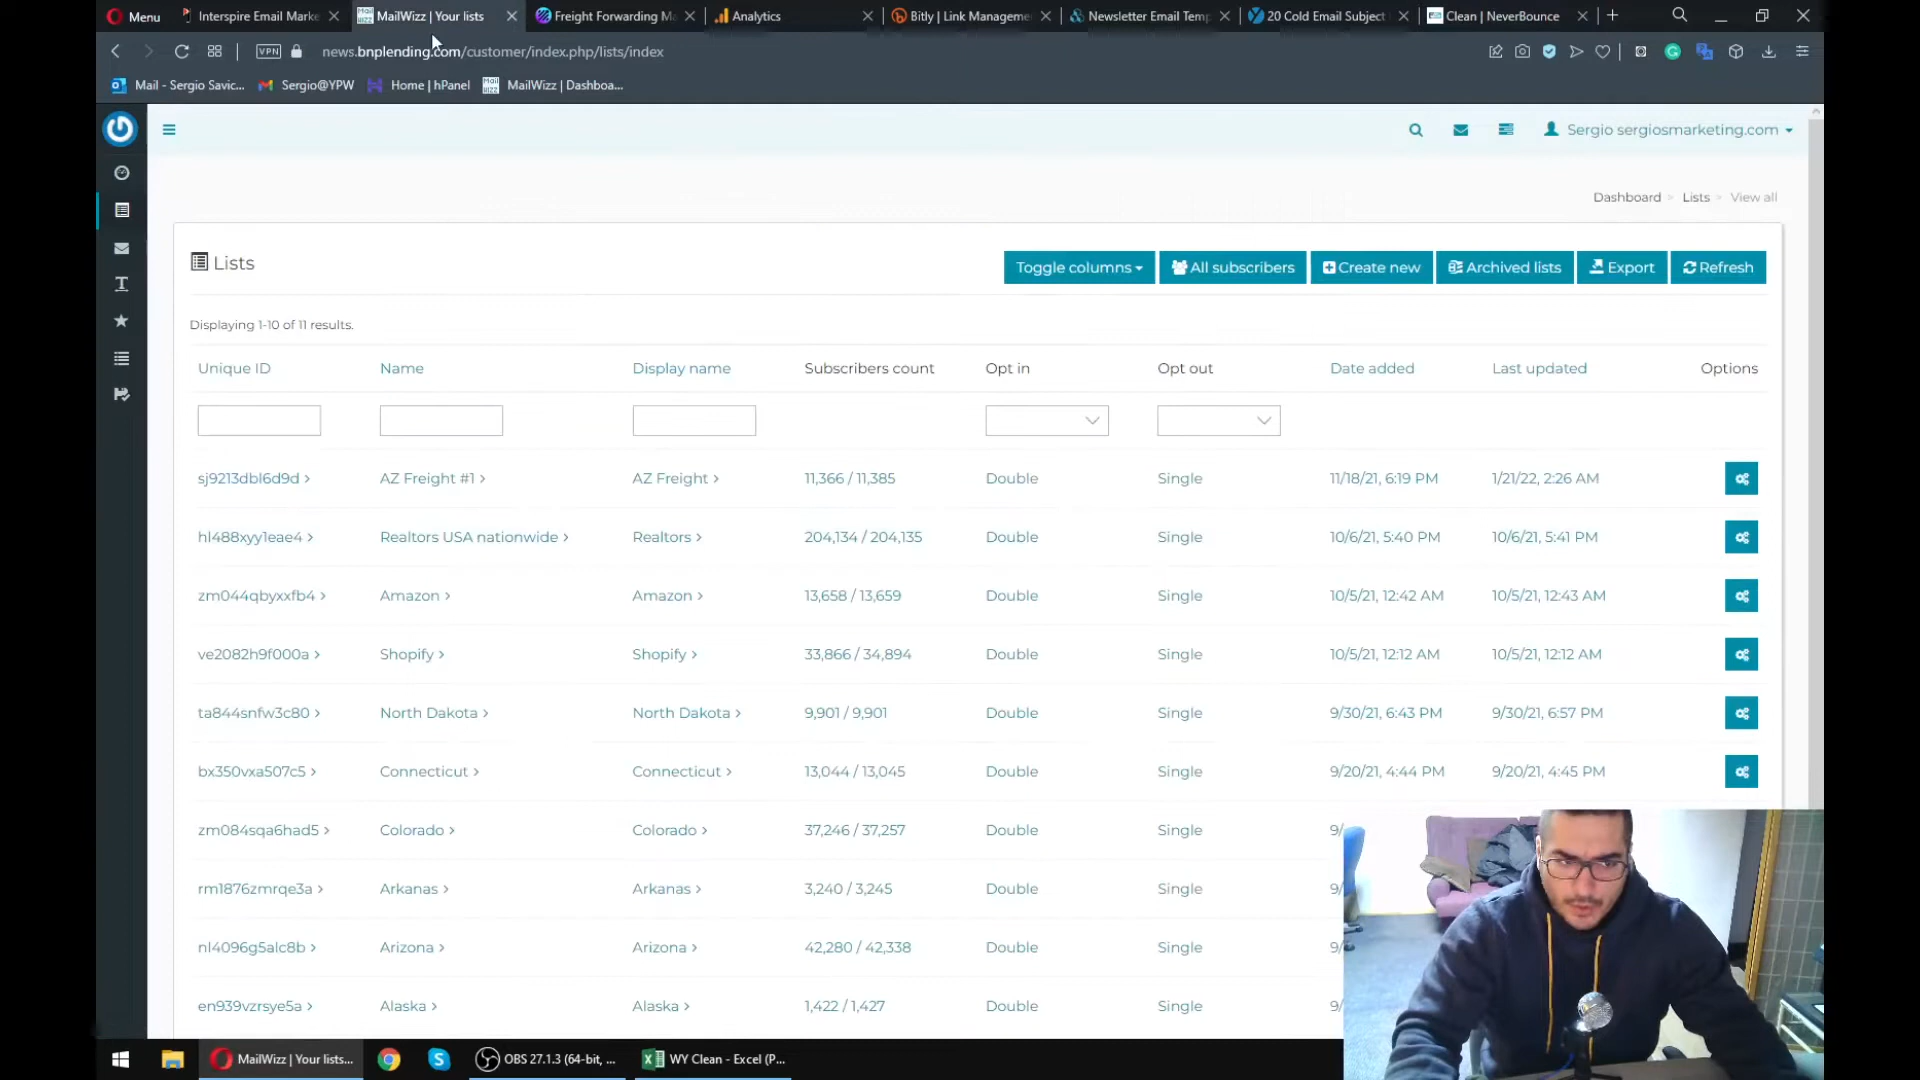 Menu
Interspire Email Marke
MailWizz | Your lists
Freight Forwarding Ma
Analytics
Bitly | Link Manageme
Newsletter Email Temp
20 Cold Email Subject
Clean | NeverBounce
VPN
news.bnplending.com/customer/index.php/lists/index
Mail - Sergio Savic...
Sergio@YPW
Home | hPanel
MailWizz | Dashboa...
Sergio sergiosmarketing.com
Dashboard > Lists > View all
Lists
Toggle columns
All subscribers
Create new
Archived lists
Export
Refresh
Displaying 1-10 of 11 results.
Unique ID Name Display name Subscribers count Opt in Opt out Date added Last updated Options
sj9213dbl6d9d > AZ Freight #1 > AZ Freight > 11,366 / 11,385 Double Single 11/18/21, 6:19 PM 1/21/22, 2:26 AM
hl488xyy1eae4 > Realtors USA nationwide > Realtors > 204,134 / 204,135 Double Single 10/6/21, 5:40 PM 10/6/21, 5:41 PM
zm044qbyxxfb4 > Amazon > Amazon > 13,658 / 13,659 Double Single 10/5/21, 12:42 AM 10/5/21, 12:43 AM
ve2082h9f000a > Shopify > Shopify > 33,866 / 34,894 Double Single 10/5/21, 12:12 AM 10/5/21, 12:12 AM
ta844snfw3c80 > North Dakota > North Dakota > 9,901 / 9,901 Double Single 9/30/21, 6:43 PM 9/30/21, 6:57 PM
bx350vxa507c5 > Connecticut > Connecticut > 13,044 / 13,045 Double Single 9/20/21, 4:44 PM 9/20/21, 4:45 PM
zm084sqa6had5 > Colorado > Colorado > 37,246 / 37,257 Double Single 9/
rm1876zmrqe3a > Arkanas > Arkanas > 3,240 / 3,245 Double Single 9/
nl4096g5alc8b > Arizona > Arizona > 42,280 / 42,338 Double Single 9/
en939vzrsye5a > Alaska > Alaska > 1,422 / 1,427 Double Single 9/
MailWizz | Your lists...
OBS 27.1.3 (64-bit, ...
WY Clean - Excel (P...